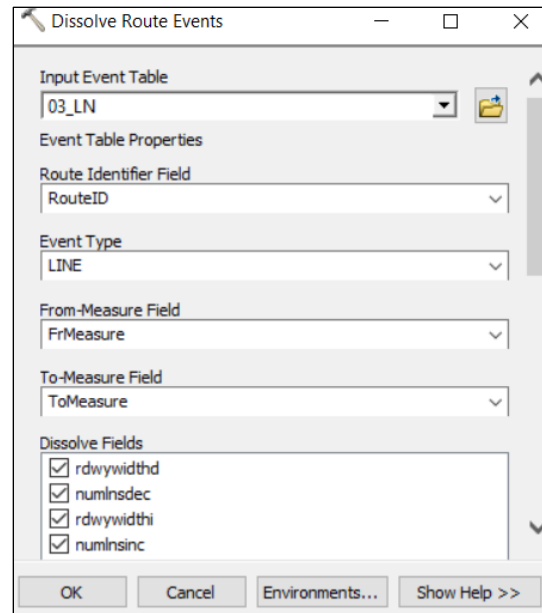 Dissolve Route Events
Input Event Table
03_LN
Event Table Properties
Route Identifier Field
RouteID
Event Type
LINE
From-Measure Field
FrMeasure
To-Measure Field
ToMeasure
Dissolve Fields
rdwywidthd
numlnsdec
rdwywidthi
numlnsinc
OK Cancel Environments... Show Help >>